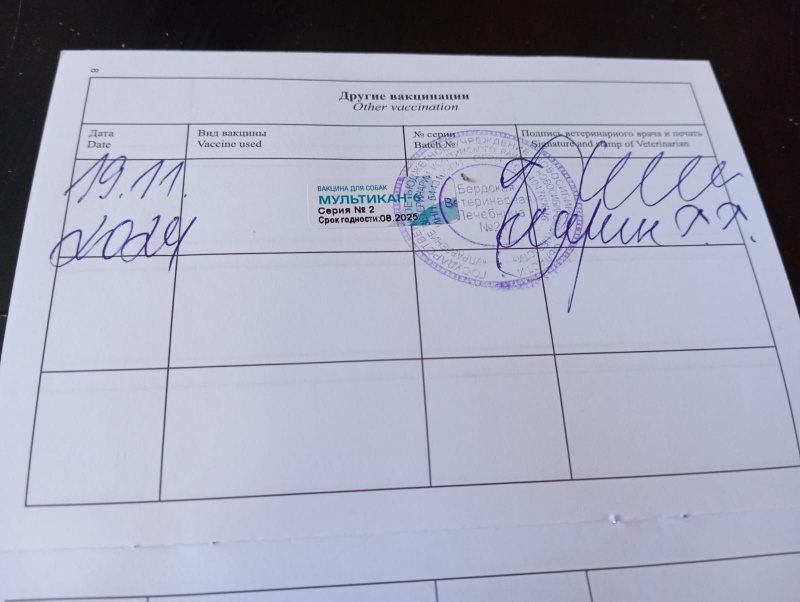 8
Другие вакцинации
Other vaccination
Дата
Date
Вид вакцины
Vaccine used
№ серии
Batch №
Подпись ветеринарного врача и печать
Signature and stamp of Veterinarian
19.11.
2024
ВАКЦИНА ДЛЯ СОБАК
МУЛЬТИКАН-6
Серия № 2
Срок годности:08.2025
Бердская
Ветеринарная
Лечебница
№2